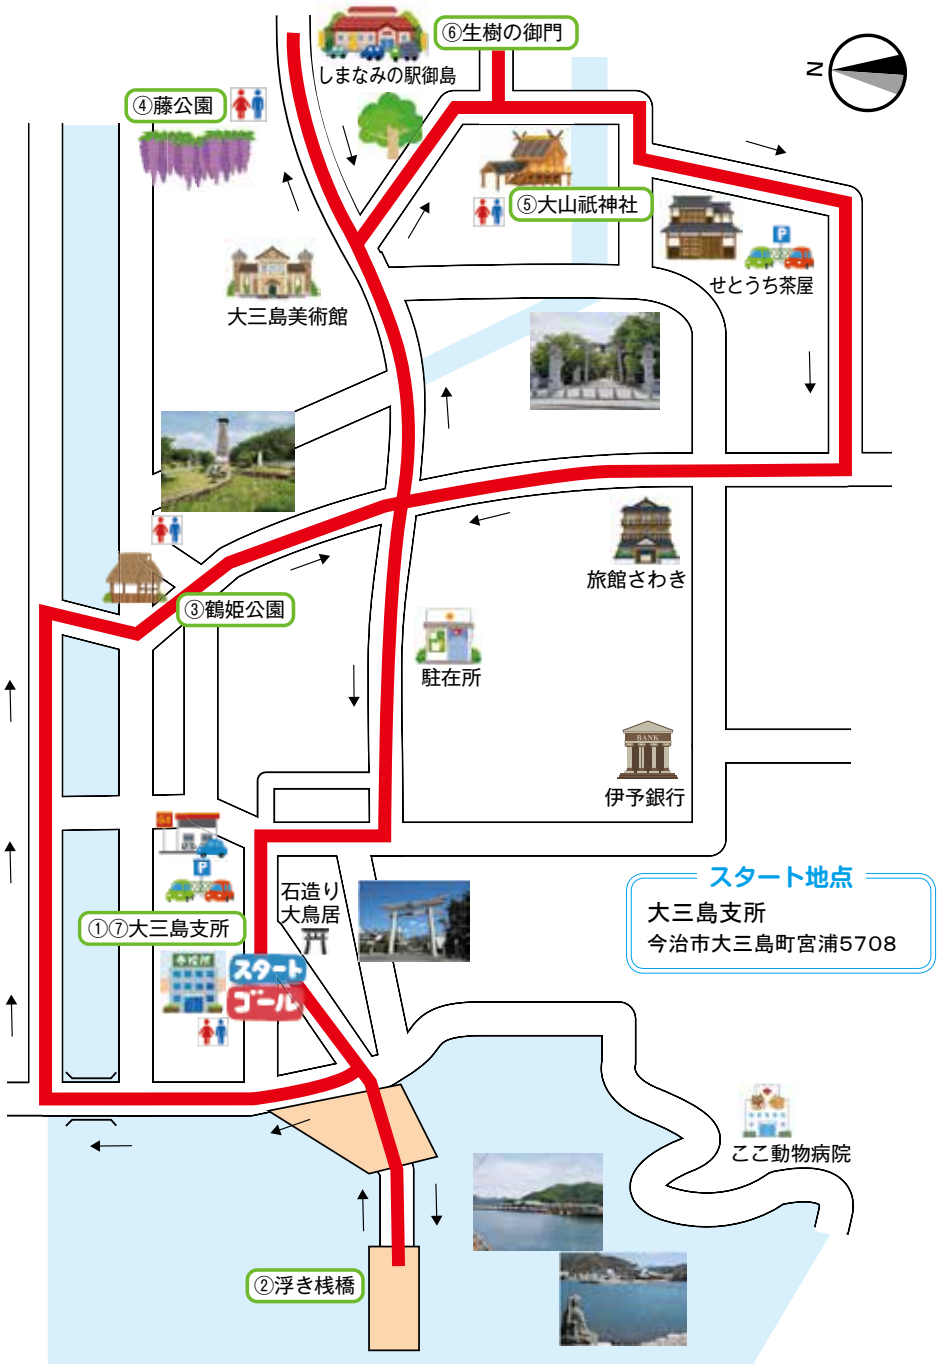 ⑥生樹の御門
しまなみの駅御島
N
④藤公園
⑤大山祇神社
P
せとうち茶屋
大三島美術館
旅館さわき
③鶴姫公園
駐在所
BANK
伊予銀行
P
石造り
大鳥居
スタート地点
大三島支所
今治市大三島町宮浦5708
①⑦大三島支所
スタート
ゴール
ここ動物病院
②浮き桟橋